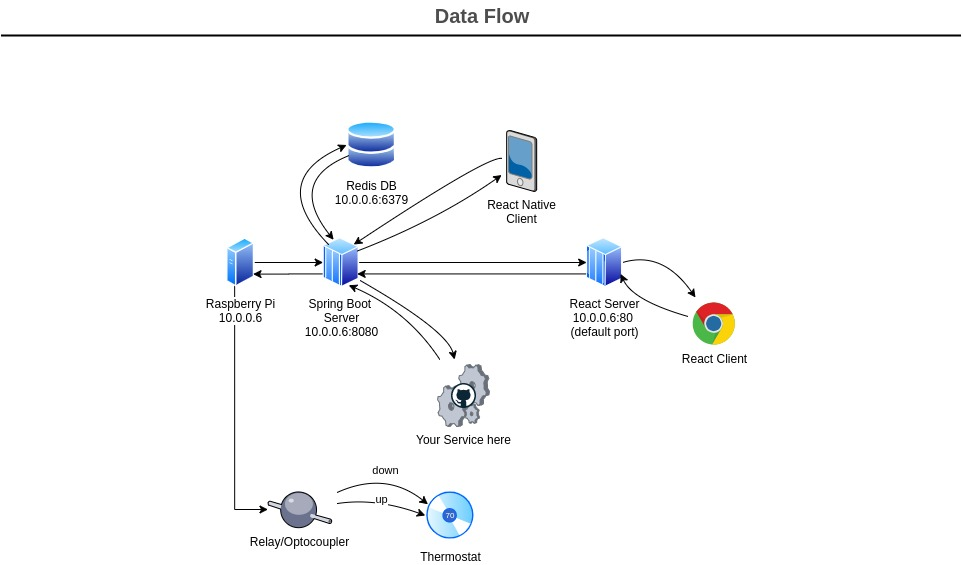 Data Flow
Redis DB
10.0.0.6:6379
React Native
Client
Raspberry Pi
10.0.0.6
Spring Boot
Server
10.0.0.6:8080
React Server
10.0.0.6:80
(default port)
React Client
Your Service here
down
up
70
Relay/Optocoupler
Thermostat